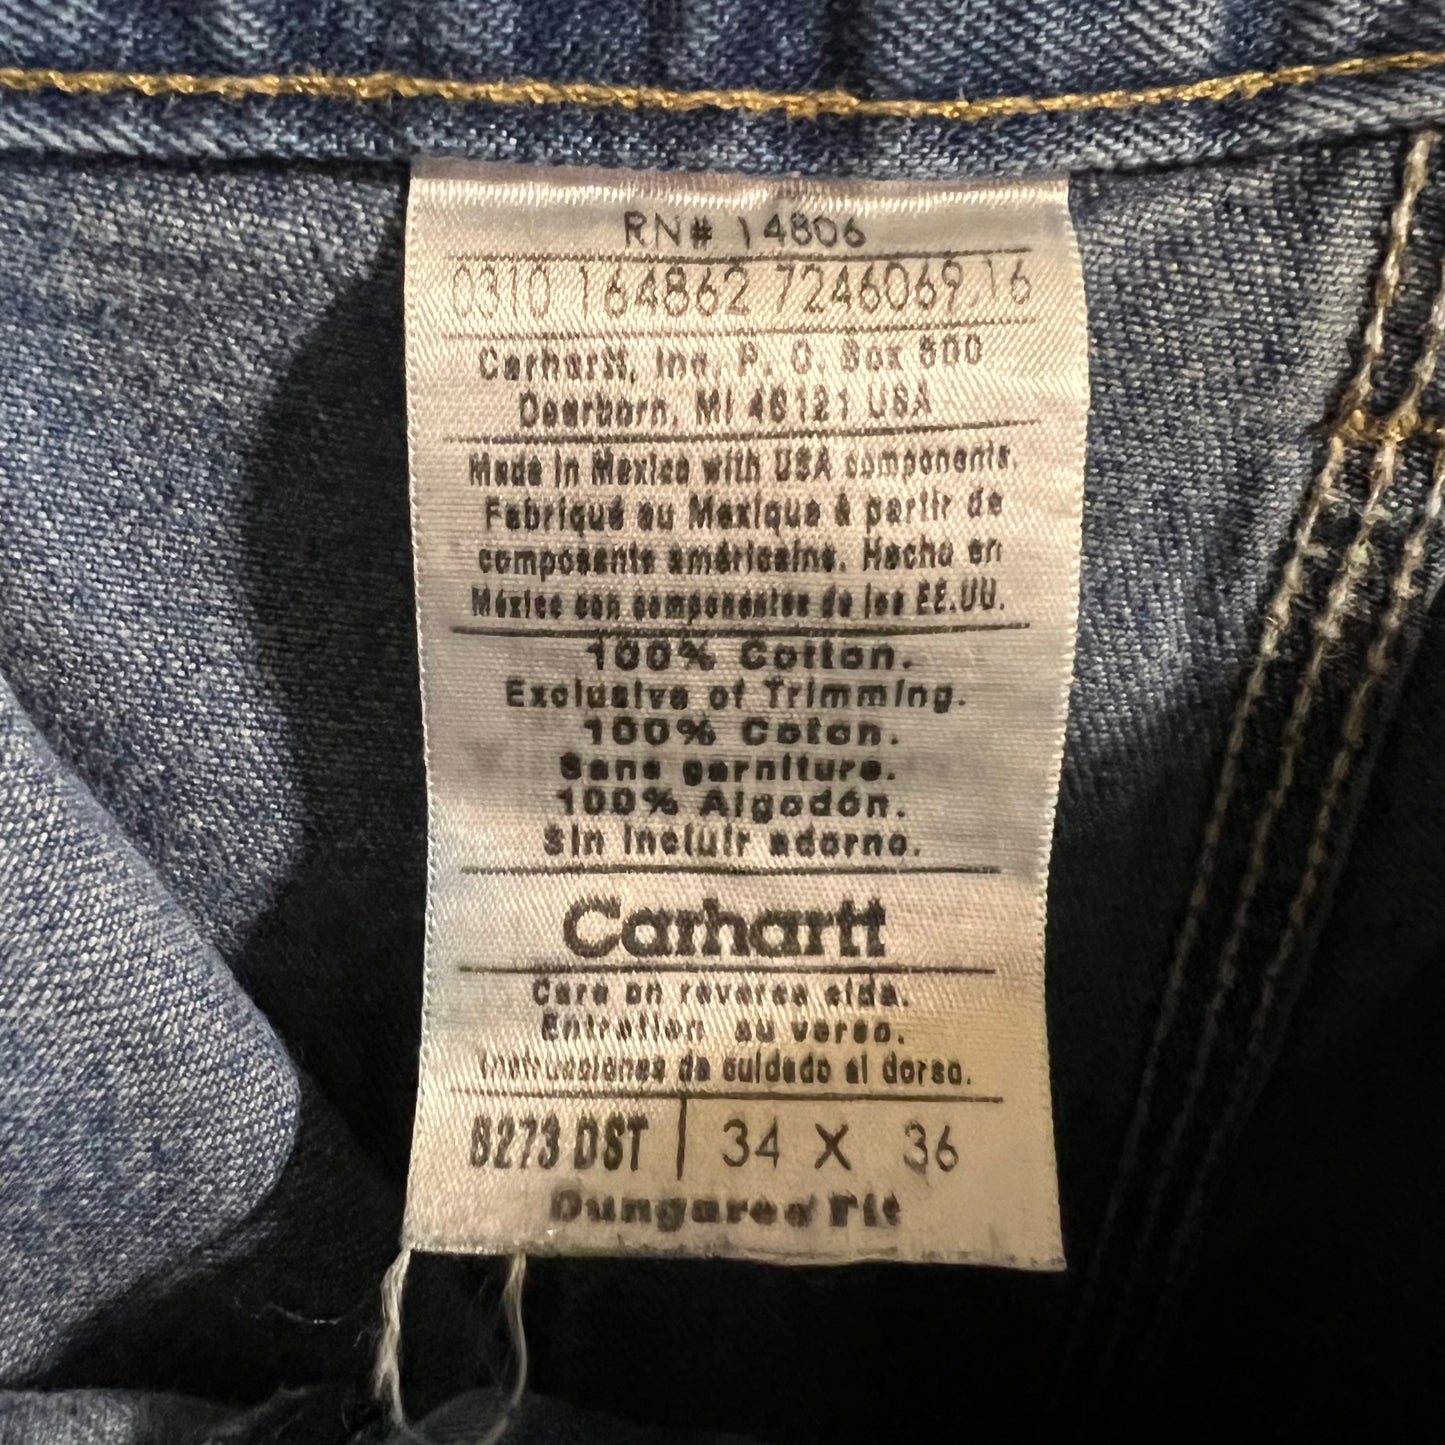 RN# 14806
0310 164862 7246069.16
Carhartt, Inc. P. O. Box 600
Dearborn, MI 48121 USA
Made in Mexico with USA components.
Fabriqué au Mexique à partir de
composants américains. Hecho en
México con componentes de los EE.UU.
100% Cotton.
Exclusive of Trimming.
100% Coton.
Sans garniture.
100% Algodón.
Sin incluir adorno.
Carhartt
Care on reverse side.
Entretien au verso.
Instrucciones de cuidado al dorso.
B273 DST 34 X 36
Dungaree Fit